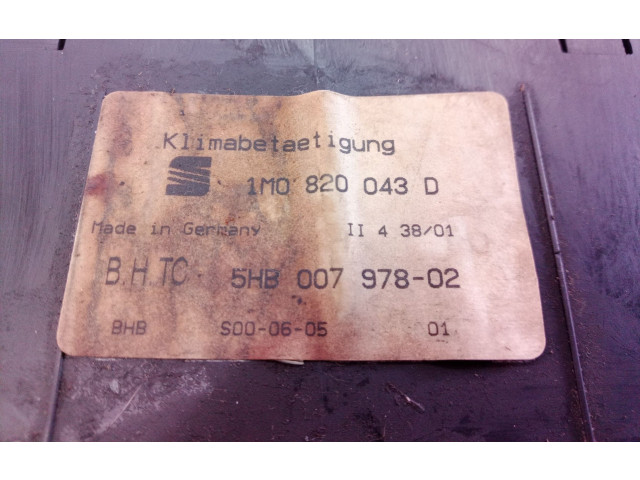 Klimabetaetigung
1M0 820 043 D
Made in Germany II 4 38/01
B.H.TC 5HB 007 978-02
BHB S00-06-05 01